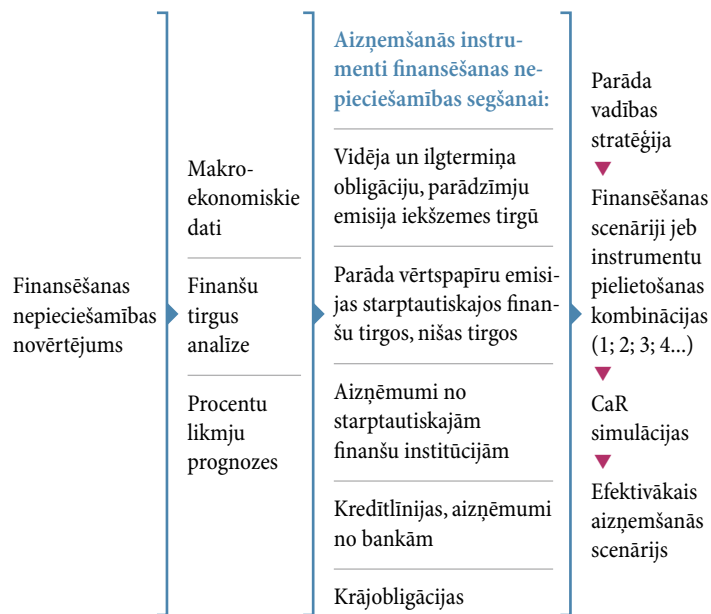 Finansēšanas
nepieciešamības
novērtējums
Makro-
ekonomiskie
dati
Finanšu
tirgus
analīze
Procentu
likmju
prognozes
Aizņemšanās instru-
menti finansēšanas ne-
pieciešamības segšanai:
Vidēja un ilgtermiņa
obligāciju, parādzīmju
emisija iekšzemes tirgū
Parāda vērtspapīru emisi-
jas starptautiskajos finan-
šu tirgos, nišas tirgos
Aizņēmumi no
starptautiskajām
finanšu institūcijām
Kredītlīnijas, aizņēmumi
no bankām
Krājobligācijas
Parāda
vadības
stratēģija
Finansēšanas
scenāriji jeb
instrumentu
pielietošanas
kombinācijas
(1; 2; 3; 4...)
CaR
simulācijas
Efektivākais
aizņemšanās
scenārijs